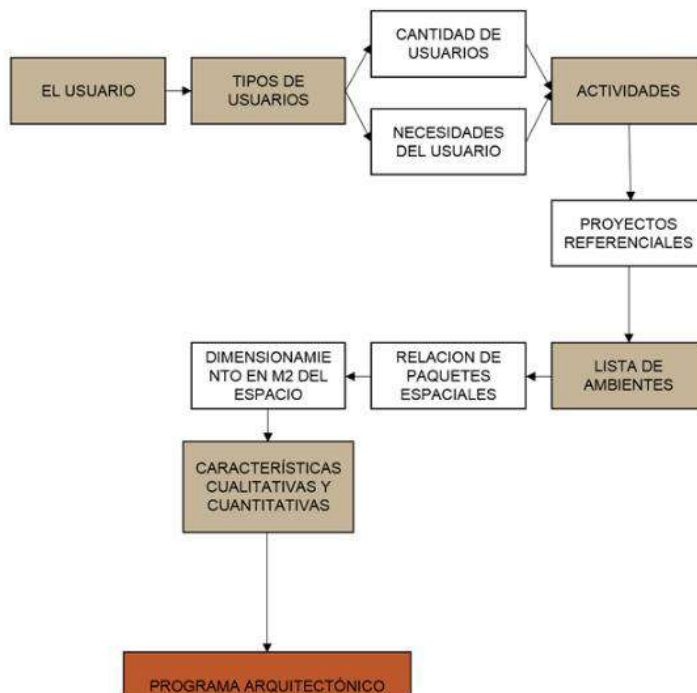 EL USUARIO
TIPOS DE
USUARIOS
CANTIDAD DE
USUARIOS
NECESIDADES
DEL USUARIO
ACTIVIDADES
PROYECTOS
REFERENCIALES
LISTA DE
AMBIENTES
RELACION DE
PAQUETES
ESPACIALES
DIMENSIONAMIE
NTO EN M2 DEL
ESPACIO
CARACTERÍSTICAS
CUALITATIVAS Y
CUANTITATIVAS
PROGRAMA ARQUITECTÓNICO